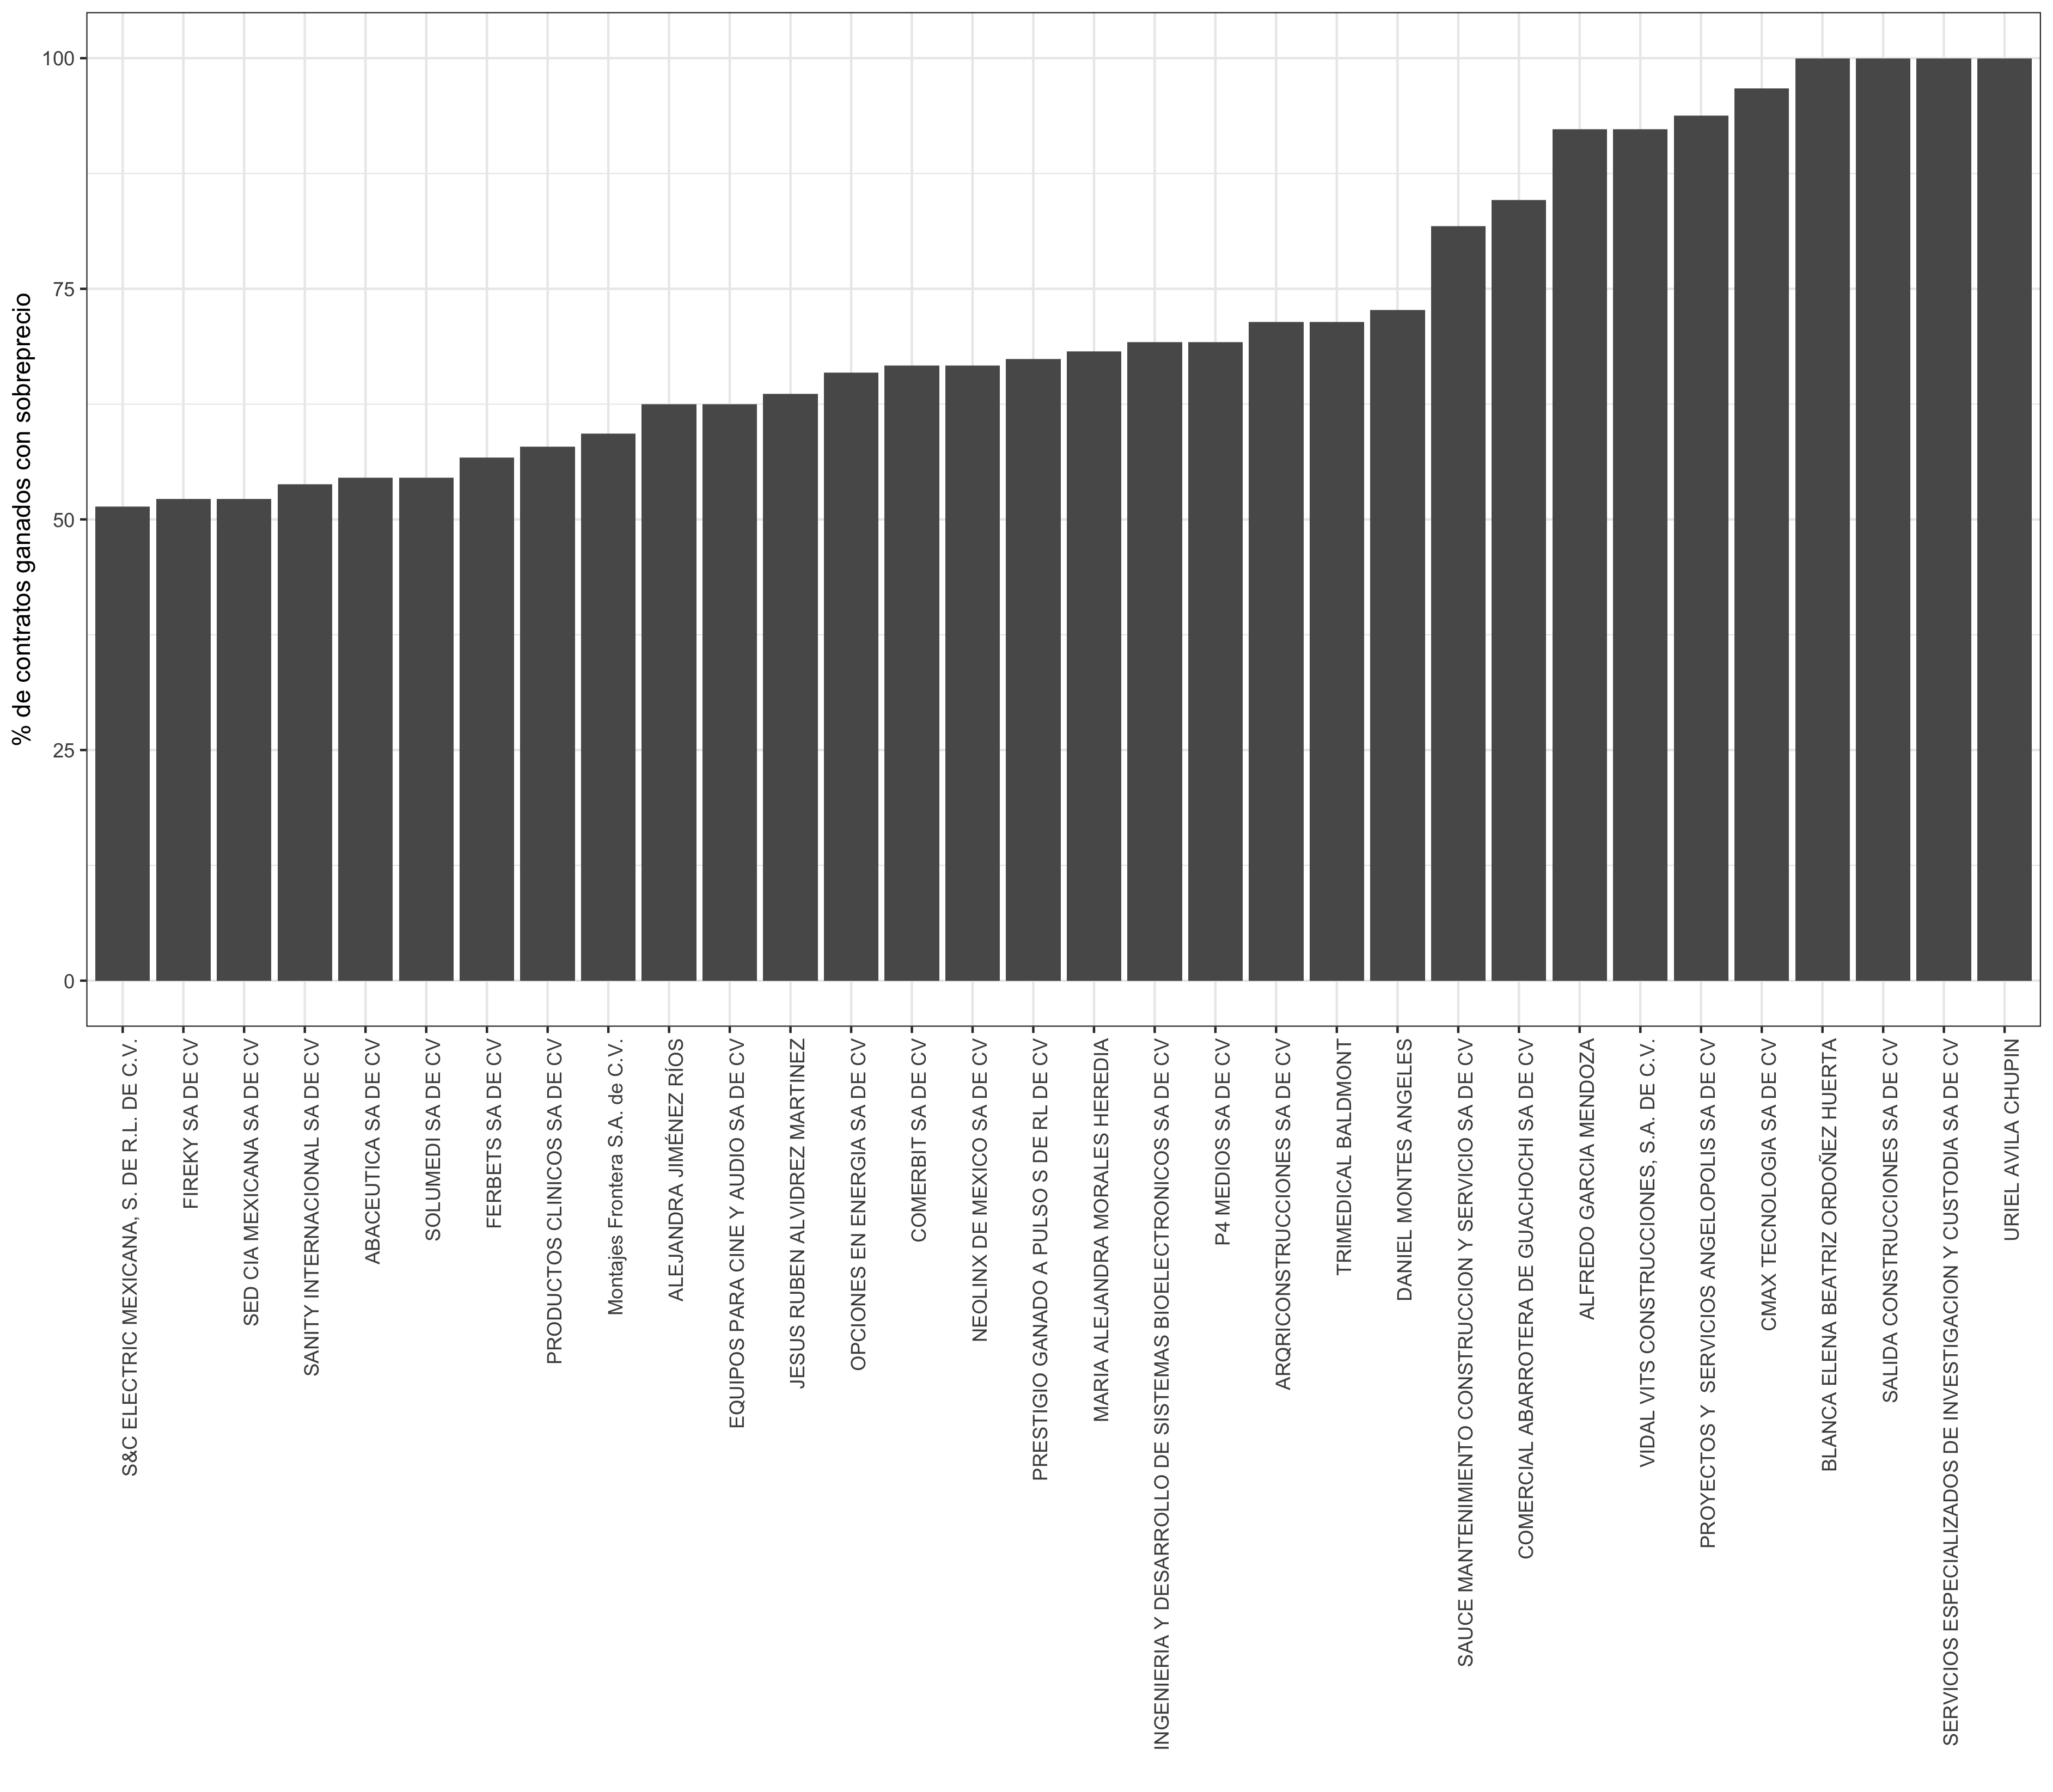 % de contratos ganados con sobreprecio
100
75
50
25
0
S&C ELECTRIC MEXICANA, S. DE R.L. DE C.V.
FIREKY SA DE CV
SED CIA MEXICANA SA DE CV
SANITY INTERNACIONAL SA DE CV
ABACEUTICA SA DE CV
SOLUMEDI SA DE CV
FERBETS SA DE CV
PRODUCTOS CLINICOS SA DE CV
Montajes Frontera S.A. de C.V.
ALEJANDRA JIMÉNEZ RÍOS
EQUIPOS PARA CINE Y AUDIO SA DE CV
JESUS RUBEN ALVIDREZ MARTINEZ
OPCIONES EN ENERGIA SA DE CV
COMERBIT SA DE CV
NEOLINX DE MEXICO SA DE CV
PRESTIGIO GANADO A PULSO S DE RL DE CV
MARIA ALEJANDRA MORALES HEREDIA
INGENIERIA Y DESARROLLO DE SISTEMAS BIOELECTRONICOS SA DE CV
P4 MEDIOS SA DE CV
ARQRICONSTRUCCIONES SA DE CV
TRIMEDICAL BALDMONT
DANIEL MONTES ANGELES
SAUCE MANTENIMIENTO CONSTRUCCION Y SERVICIO SA DE CV
COMERCIAL ABARROTERA DE GUACHOCHI SA DE CV
ALFREDO GARCIA MENDOZA
VIDAL VITS CONSTRUCCIONES, S.A. DE C.V.
PROYECTOS Y  SERVICIOS ANGELOPOLIS SA DE CV
CMAX TECNOLOGIA SA DE CV
BLANCA ELENA BEATRIZ ORDOÑEZ HUERTA
SALIDA CONSTRUCCIONES SA DE CV
SERVICIOS ESPECIALIZADOS DE INVESTIGACION Y CUSTODIA SA DE CV
URIEL AVILA CHUPIN